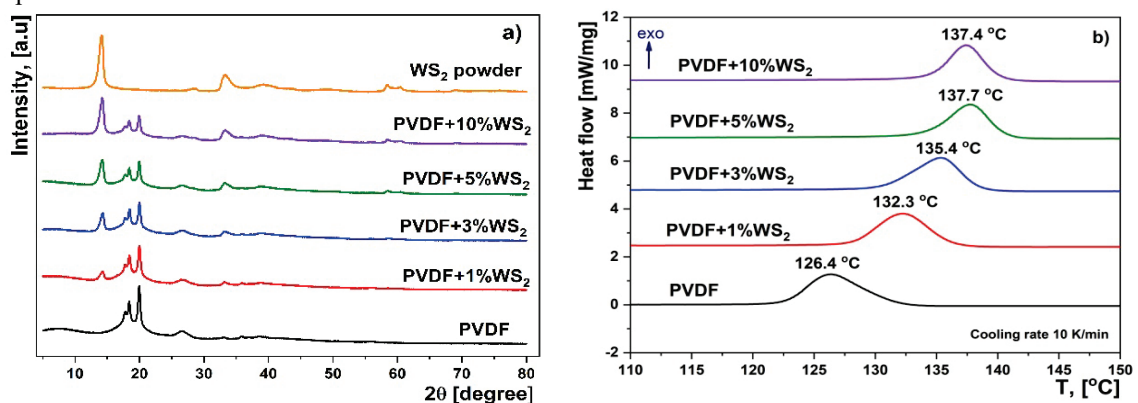 a)
Intensity, [a.u]
WS₂ powder
PVDF+10%WS₂
PVDF+5%WS₂
PVDF+3%WS₂
PVDF+1%WS₂
PVDF
10 20 30 40 50 60 70 80
2θ [degree]
b)
exo
Heat flow [mW/mg]
12
10
8
6
4
2
0
-2
137.4 °C
PVDF+10%WS₂
137.7 °C
PVDF+5%WS₂
135.4 °C
PVDF+3%WS₂
132.3 °C
PVDF+1%WS₂
126.4 °C
PVDF
Cooling rate 10 K/min
110 115 120 125 130 135 140 145 150
T, [°C]